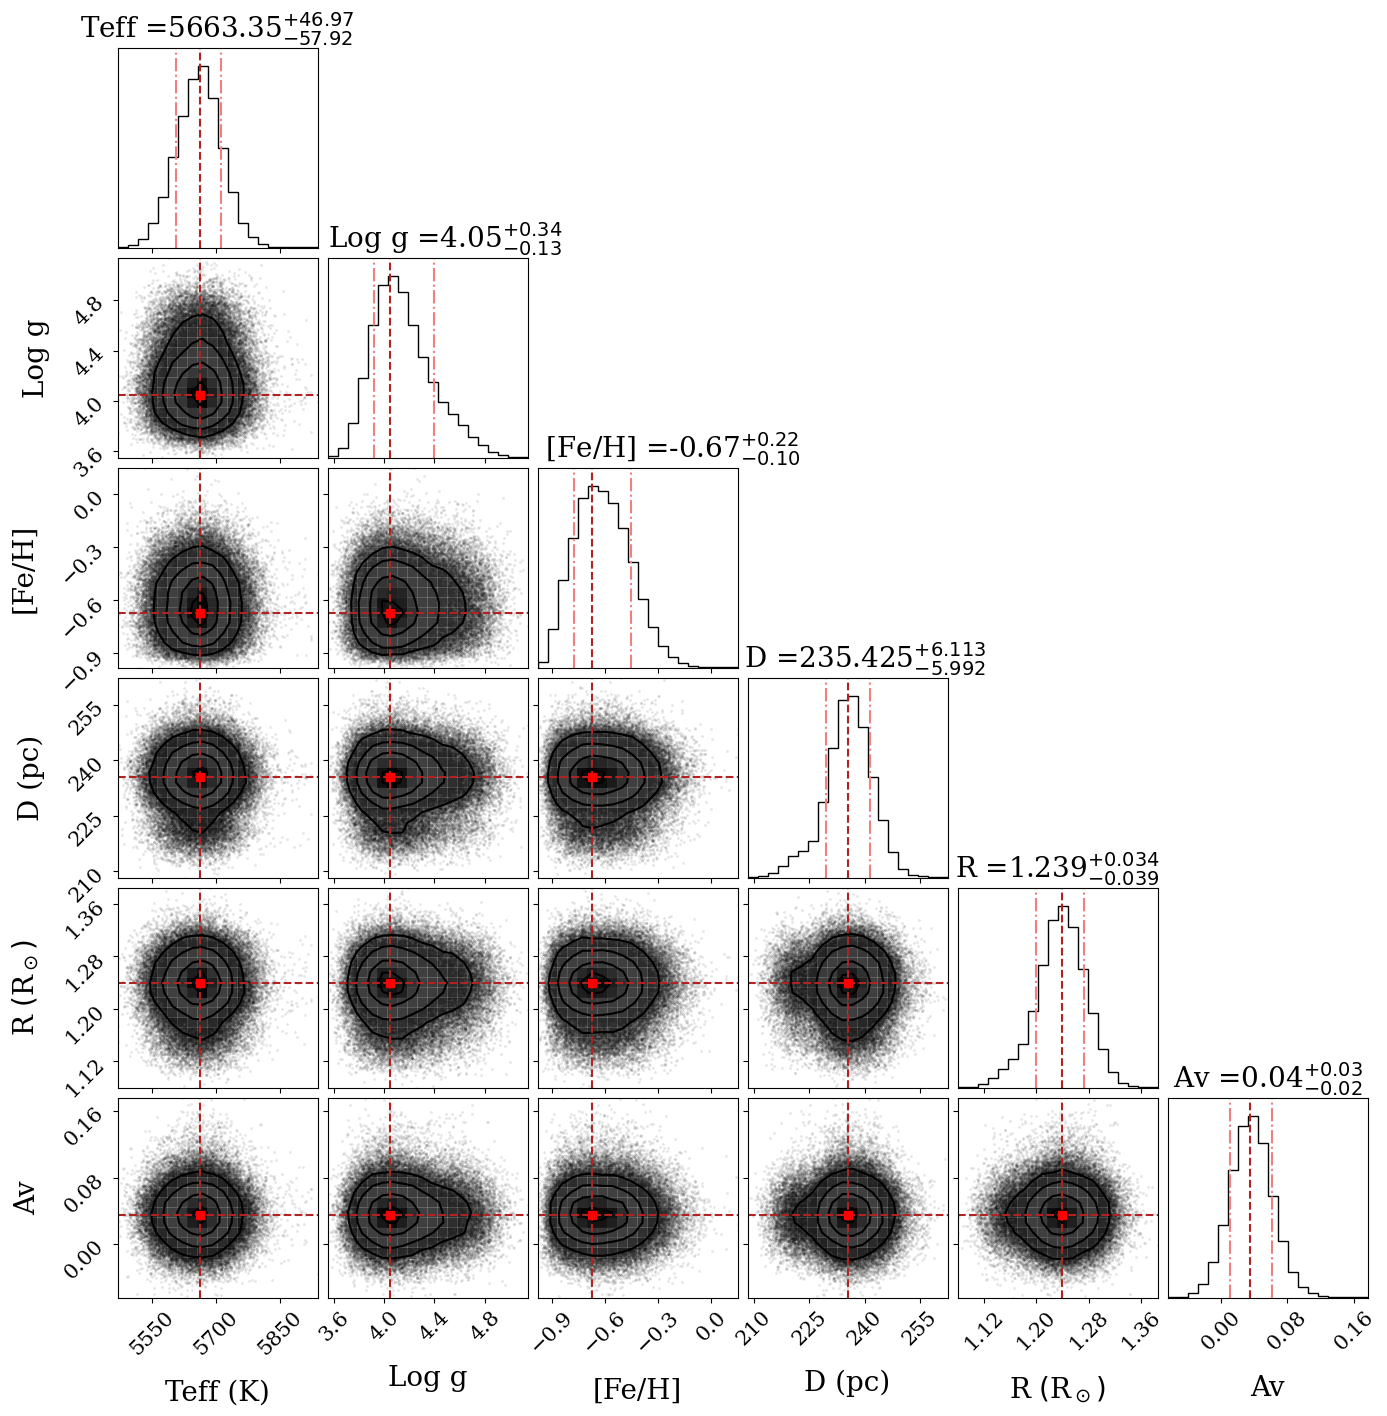 Teff =5663.35+46.97−57.92
Log g =4.05+0.34−0.13
Log g
4.8
4.4
4.0
3.6
[Fe/H] =-0.67+0.22−0.10
[Fe/H]
0.0
−0.3
−0.6
−0.9
D =235.425+6.113−5.992
D (pc)
255
240
225
210
R =1.239+0.034−0.039
R (R⊙)
1.36
1.28
1.20
1.12
Av =0.04+0.03−0.02
Av
0.16
0.08
0.00
5550 5700 5850
3.6 4.0 4.4 4.8
−0.9 −0.6 −0.3 0.0
210 225 240 255
1.12 1.20 1.28 1.36
0.00 0.08 0.16
Teff (K)
Log g
[Fe/H]
D (pc)
R (R⊙)
Av